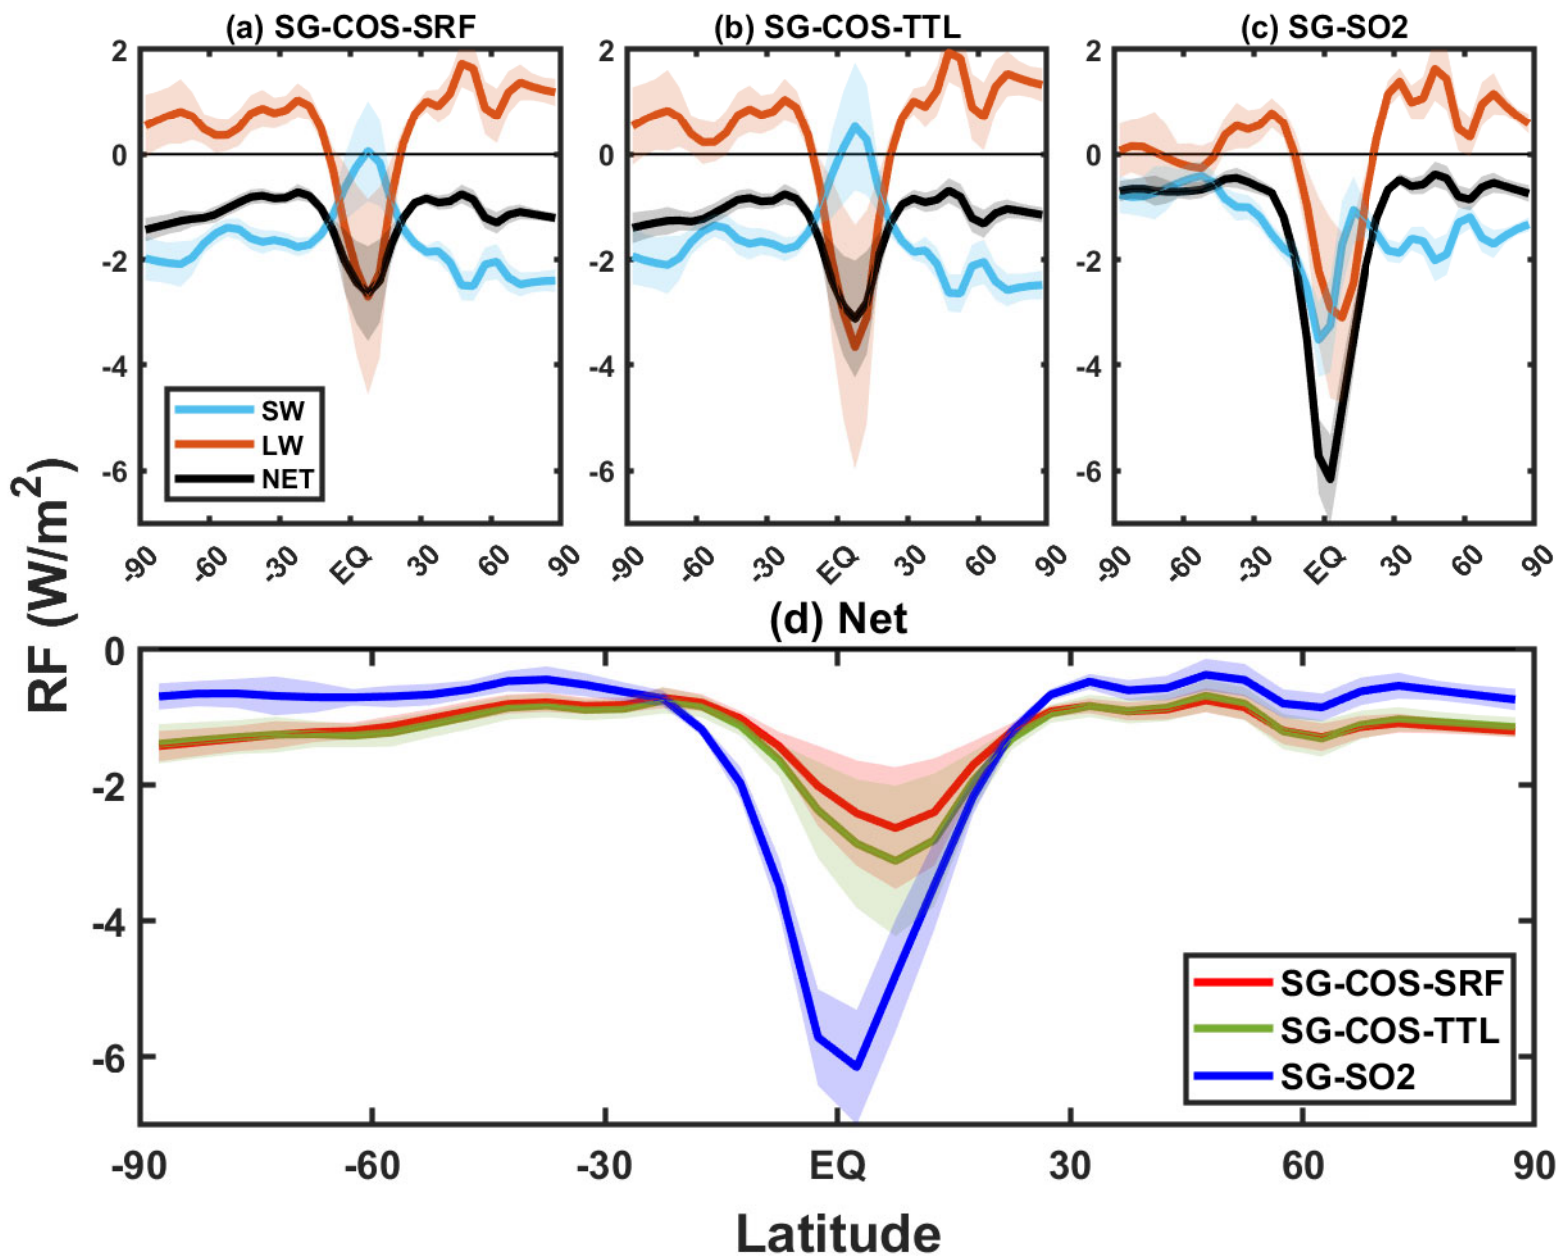 (a) SG-COS-SRF
(b) SG-COS-TTL
(c) SG-SO2
2
0
-2
-4
-6
2
0
-2
-4
-6
2
0
-2
-4
-6
SW
LW
NET
-90 -60 -30 EQ 30 60 90
-90 -60 -30 EQ 30 60 90
-90 -60 -30 EQ 30 60 90
RF (W/m2)
(d) Net
0
-2
-4
-6
SG-COS-SRF
SG-COS-TTL
SG-SO2
-90 -60 -30 EQ 30 60 90
Latitude